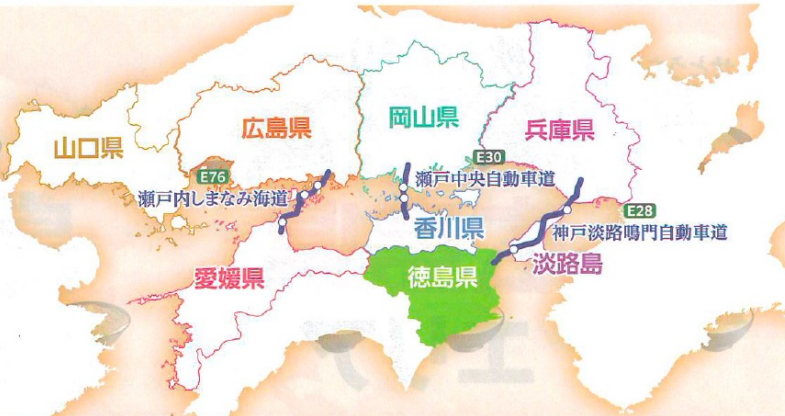 山口県
広島県
岡山県
兵庫県
E76
瀬戸内しまなみ海道
E30
瀬戸中央自動車道
E28
神戸淡路鳴門自動車道
香川県
淡路島
愛媛県
徳島県